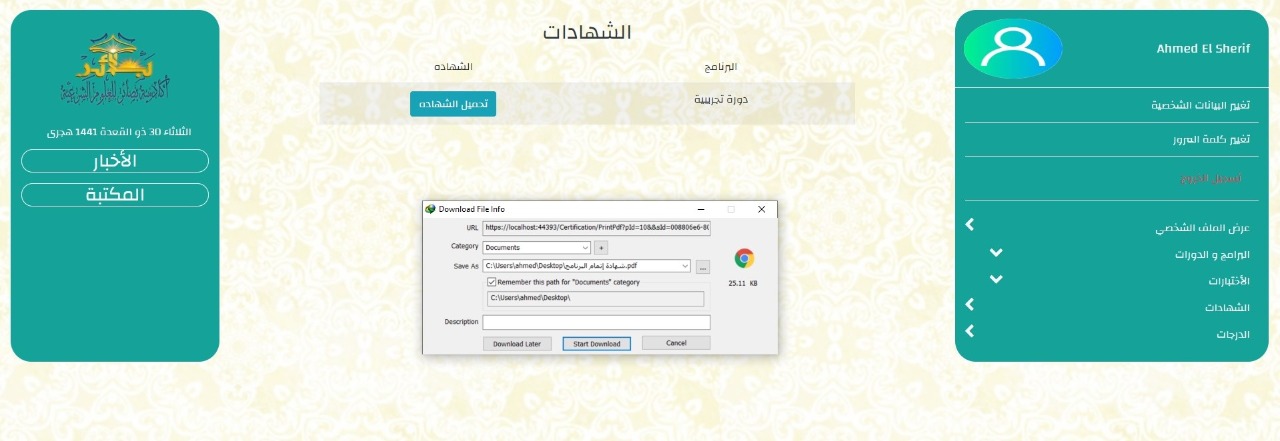 Ahmed El Sherif
تغيير البيانات الشخصية
تغيير كلمة المرور
تسجيل الخروج
عرض الملف الشخصي
البرامج و الدورات
الأختبارات
الشهادات
الدرجات
الشهادات
البرنامج
الشهاده
دورة تجريبية
تحميل الشهاده
Download File Info
URL
https://localhost:44393/Certification/PrintPdf?pId=10&&sId=008806e6-8
Category
Documents
+
Save As
C:\Users\ahmed\Desktop\شهادة إتمام البرنامج.pdf
...
Remember this path for "Documents" category
C:\Users\ahmed\Desktop\
25.11 KB
Description
Download Later
Start Download
Cancel
بصائر
أكاديمية بصائر للعلوم الشرعية
الثلاثاء 30 ذو القعدة 1441 هجرى
الأخبار
المكتبة